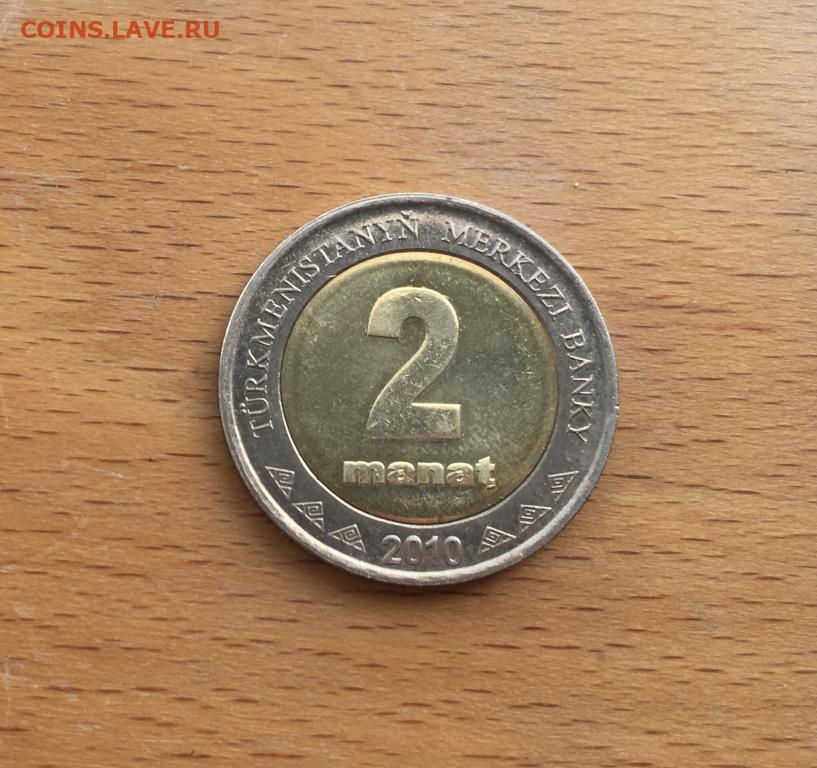 COINS.LAVE.RU
TÜRKMENISTANYŇ MERKEZI BANKY
2
manat
2010